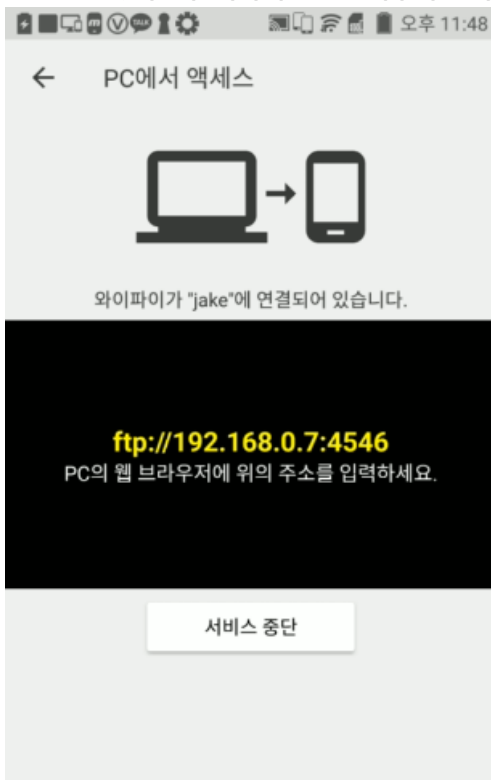 오후 11:48
PC에서 액세스
와이파이가 "jake"에 연결되어 있습니다.
ftp://192.168.0.7:4546
PC의 웹 브라우저에 위의 주소를 입력하세요.
서비스 중단